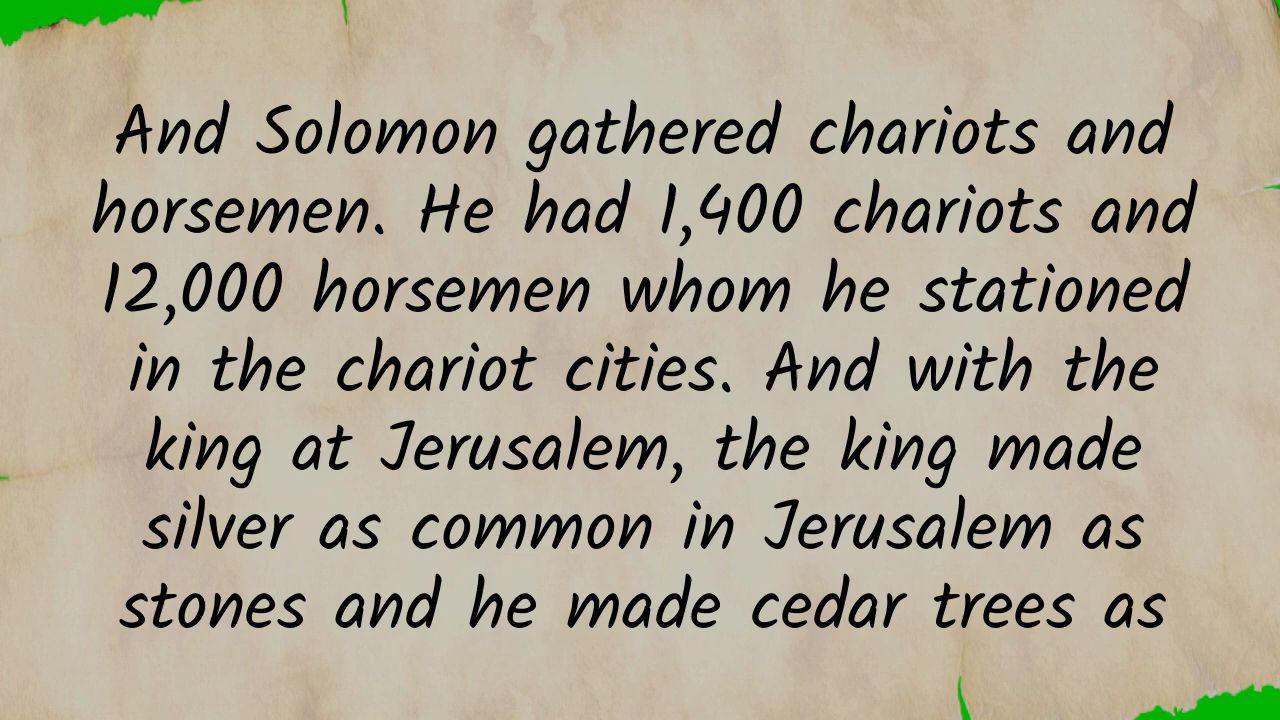 And Solomon gathered chariots and
horsemen. He had 1,400 chariots and
12,000 horsemen whom he stationed
in the chariot cities. And with the
king at Jerusalem, the king made
silver as common in Jerusalem as
stones and he made cedar trees as